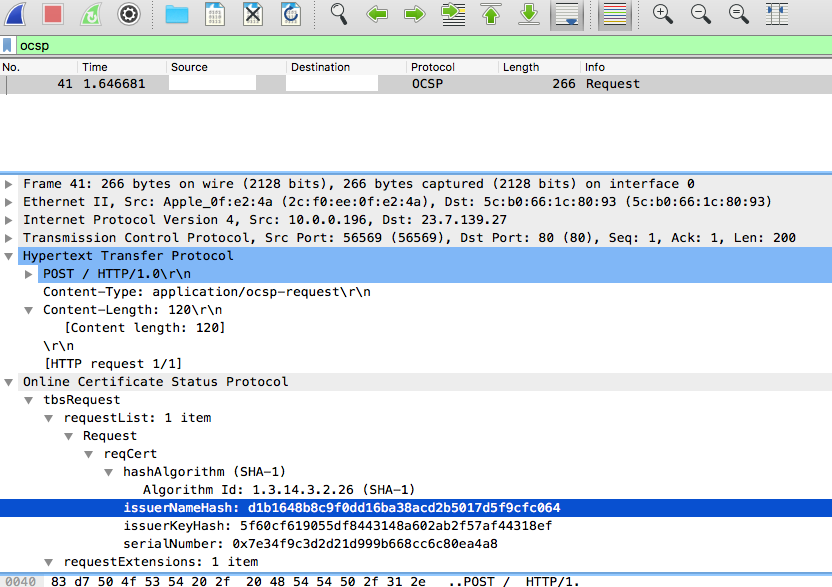 ocsp
No. Time Source Destination Protocol Length Info
41 1.646681 OCSP 266 Request
Frame 41: 266 bytes on wire (2128 bits), 266 bytes captured (2128 bits) on interface 0
Ethernet II, Src: Apple_0f:e2:4a (2c:f0:ee:0f:e2:4a), Dst: 5c:b0:66:1c:80:93 (5c:b0:66:1c:80:93)
Internet Protocol Version 4, Src: 10.0.0.196, Dst: 23.7.139.27
Transmission Control Protocol, Src Port: 56569 (56569), Dst Port: 80 (80), Seq: 1, Ack: 1, Len: 200
Hypertext Transfer Protocol
POST / HTTP/1.0\r\n
Content-Type: application/ocsp-request\r\n
Content-Length: 120\r\n
[Content length: 120]
\r\n
[HTTP request 1/1]
Online Certificate Status Protocol
tbsRequest
requestList: 1 item
Request
reqCert
hashAlgorithm (SHA-1)
Algorithm Id: 1.3.14.3.2.26 (SHA-1)
issuerNameHash: d1b1648b8c9f0dd16ba38acd2b5017d5f9cfc064
issuerKeyHash: 5f60cf619055df8443148a602ab2f57af44318ef
serialNumber: 0x7e34f9c3d2d21d999b668cc6c80ea4a8
requestExtensions: 1 item
0040 83 d7 50 4f 53 54 20 2f 20 48 54 54 50 2f 31 2e ..POST / HTTP/1.